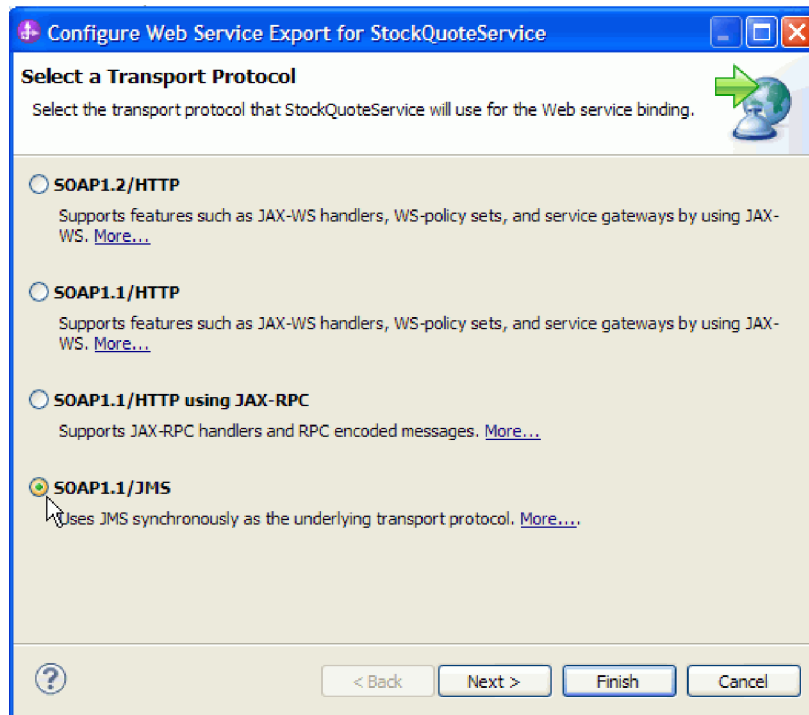 Configure Web Service Export for StockQuoteService
Select a Transport Protocol
Select the transport protocol that StockQuoteService will use for the Web service binding.
SOAP1.2/HTTP
Supports features such as JAX-WS handlers, WS-policy sets, and service gateways by using JAX-
WS. More...
SOAP1.1/HTTP
Supports features such as JAX-WS handlers, WS-policy sets, and service gateways by using JAX-
WS. More...
SOAP1.1/HTTP using JAX-RPC
Supports JAX-RPC handlers and RPC encoded messages. More...
SOAP1.1/JMS
Uses JMS synchronously as the underlying transport protocol. More....
? < Back Next > Finish Cancel